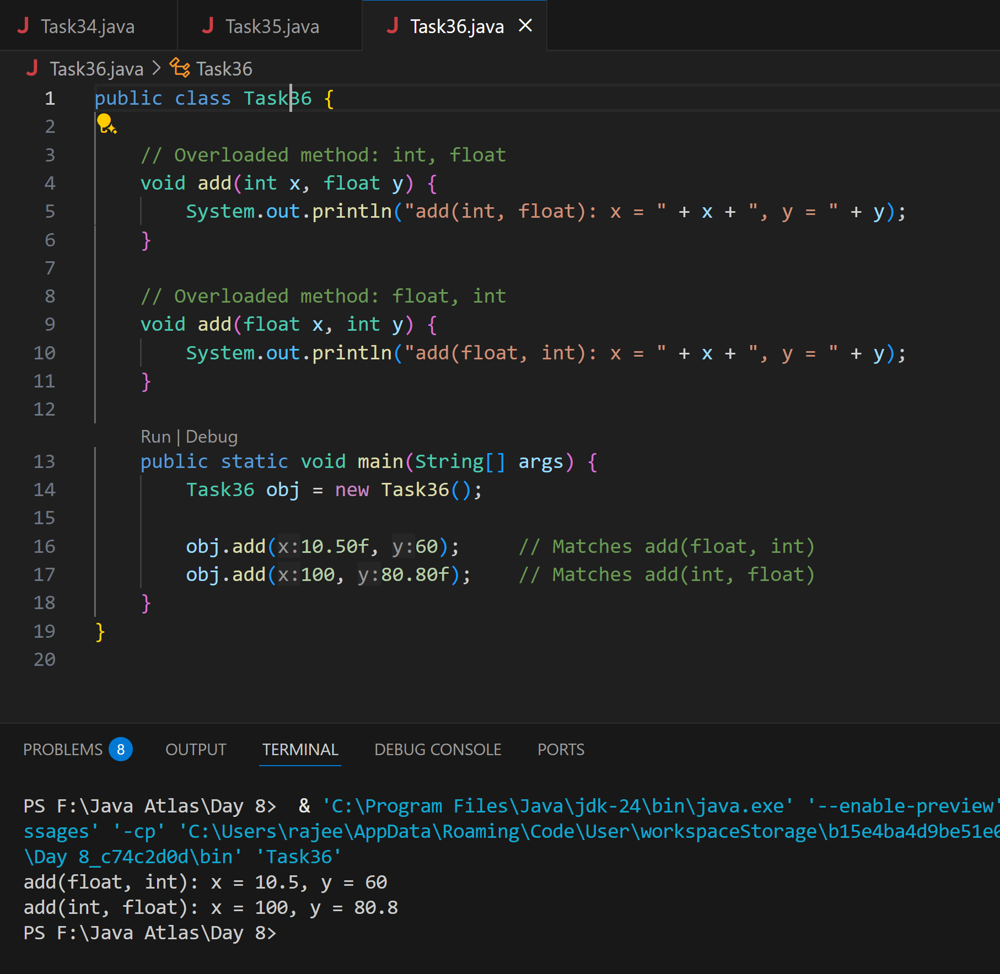 Task34.java Task35.java Task36.java
Task36.java > Task36
1 public class Task36 {
2
3 // Overloaded method: int, float
4 void add(int x, float y) {
5 System.out.println("add(int, float): x = " + x + ", y = " + y);
6 }
7
8 // Overloaded method: float, int
9 void add(float x, int y) {
10 System.out.println("add(float, int): x = " + x + ", y = " + y);
11 }
12
Run | Debug
13 public static void main(String[] args) {
14 Task36 obj = new Task36();
15
16 obj.add(x:10.50f, y:60); // Matches add(float, int)
17 obj.add(x:100, y:80.80f); // Matches add(int, float)
18 }
19 }
20
PROBLEMS 8 OUTPUT TERMINAL DEBUG CONSOLE PORTS
PS F:\Java Atlas\Day 8> & 'C:\Program Files\Java\jdk-24\bin\java.exe' '--enable-preview'
ssages' '-cp' 'C:\Users\rajee\AppData\Roaming\Code\User\workspaceStorage\b15e4ba4d9be51e0
\Day 8_c74c2d0d\bin' 'Task36'
add(float, int): x = 10.5, y = 60
add(int, float): x = 100, y = 80.8
PS F:\Java Atlas\Day 8>